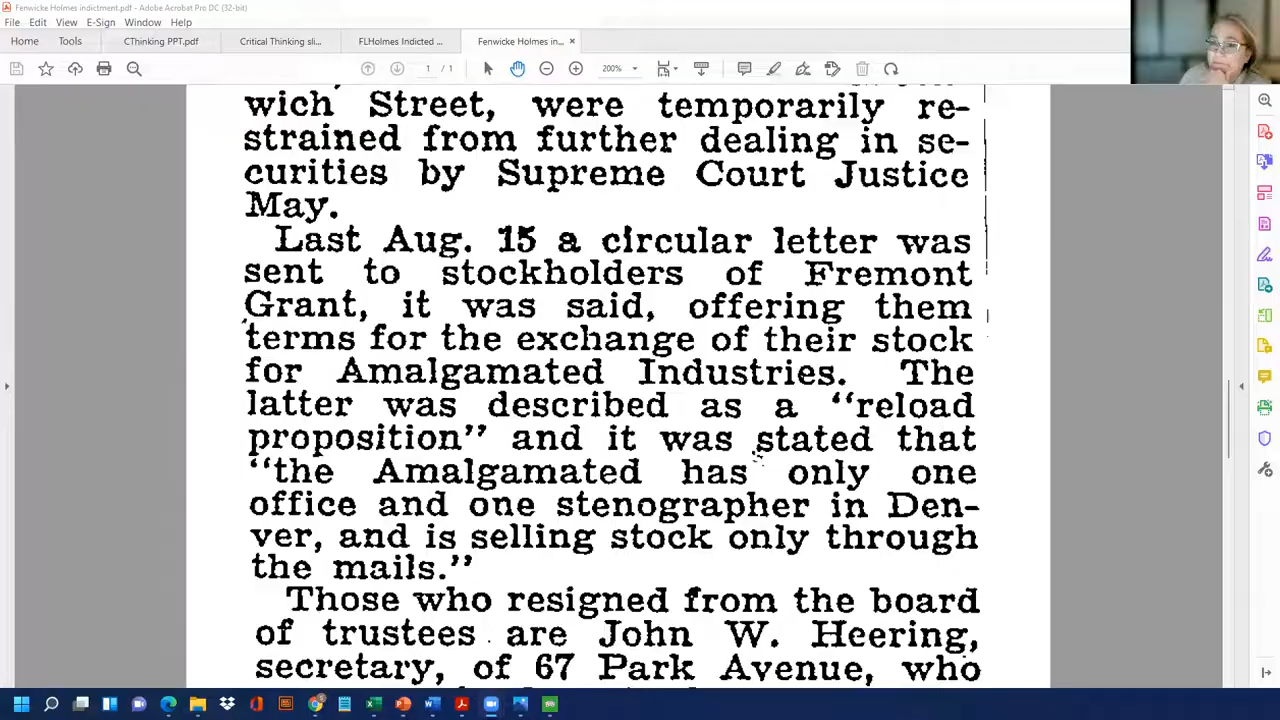 Fenwicke Holmes indictment.pdf - Adobe Acrobat Pro DC (32-bit)
File Edit View E-Sign Window Help
Home Tools CThinking PPT.pdf Critical Thinking sli... FLHolmes Indicted ... Fenwicke Holmes in... ×
1 / 1 200%
wich Street, were temporarily re-
strained from further dealing in se-
curities by Supreme Court Justice
May.
Last Aug. 15 a circular letter was
sent to stockholders of Fremont
Grant, it was said, offering them
terms for the exchange of their stock
for Amalgamated Industries. The
latter was described as a "reload
proposition" and it was stated that
"the Amalgamated has only one
office and one stenographer in Den-
ver, and is selling stock only through
the mails."
Those who resigned from the board
of trustees are John W. Heering,
secretary, of 67 Park Avenue, who